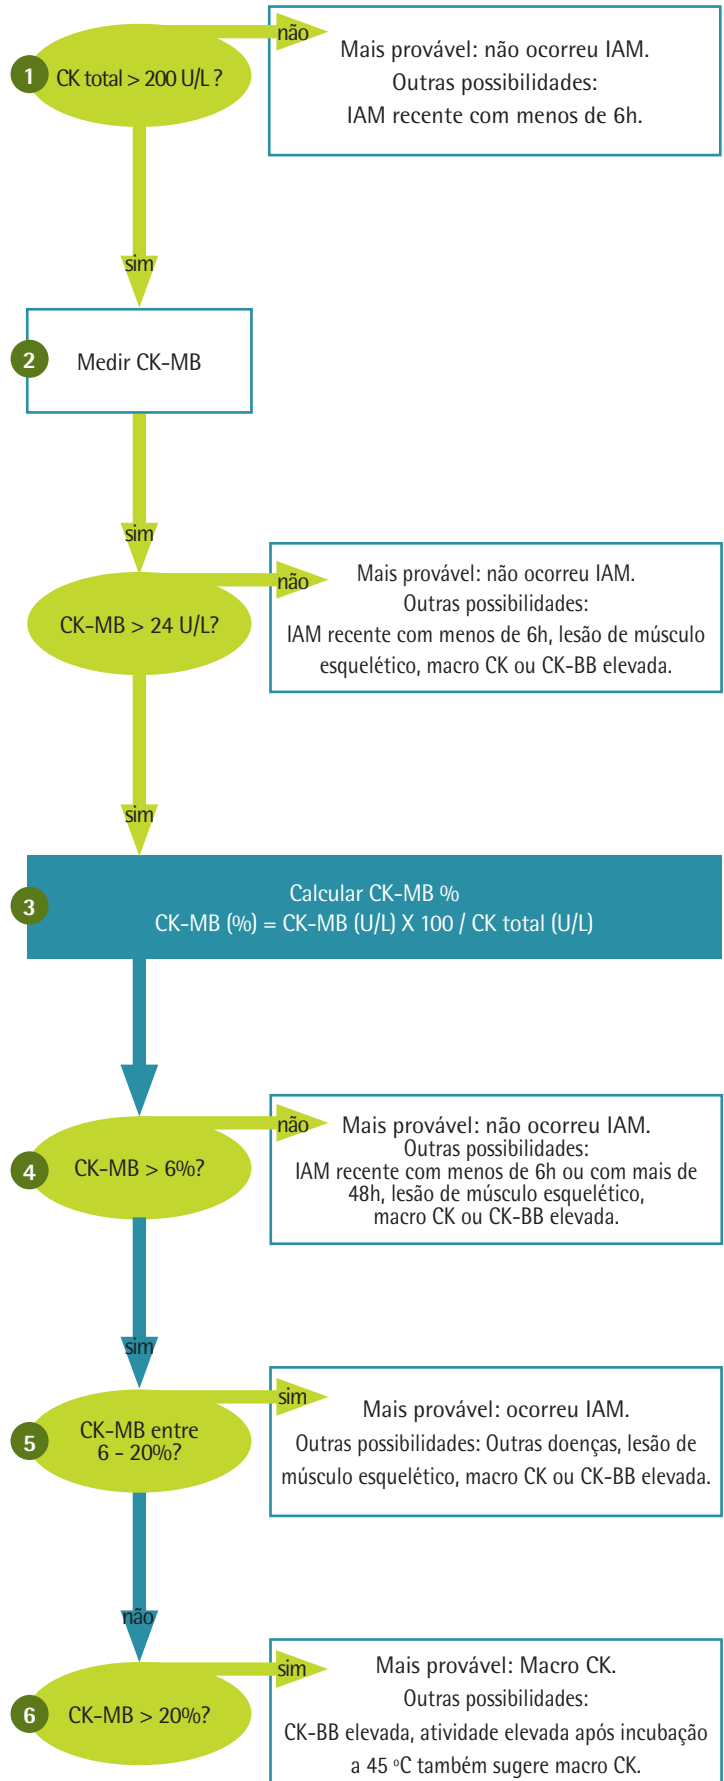 1
CK total > 200 U/L ?
não
Mais provável: não ocorreu IAM.
Outras possibilidades:
IAM recente com menos de 6h.
sim
2
Medir CK-MB
sim
CK-MB > 24 U/L?
não
Mais provável: não ocorreu IAM.
Outras possibilidades:
IAM recente com menos de 6h, lesão de músculo
esquelético, macro CK ou CK-BB elevada.
sim
3
Calcular CK-MB %
CK-MB (%) = CK-MB (U/L) X 100 / CK total (U/L)
4
CK-MB > 6%?
não
Mais provável: não ocorreu IAM.
Outras possibilidades:
IAM recente com menos de 6h ou com mais de
48h, lesão de músculo esquelético,
macro CK ou CK-BB elevada.
sim
5
CK-MB entre
6 - 20%?
sim
Mais provável: ocorreu IAM.
Outras possibilidades: Outras doenças, lesão de
músculo esquelético, macro CK ou CK-BB elevada.
não
6
CK-MB > 20%?
sim
Mais provável: Macro CK.
Outras possibilidades:
CK-BB elevada, atividade elevada após incubação
a 45 ºC também sugere macro CK.